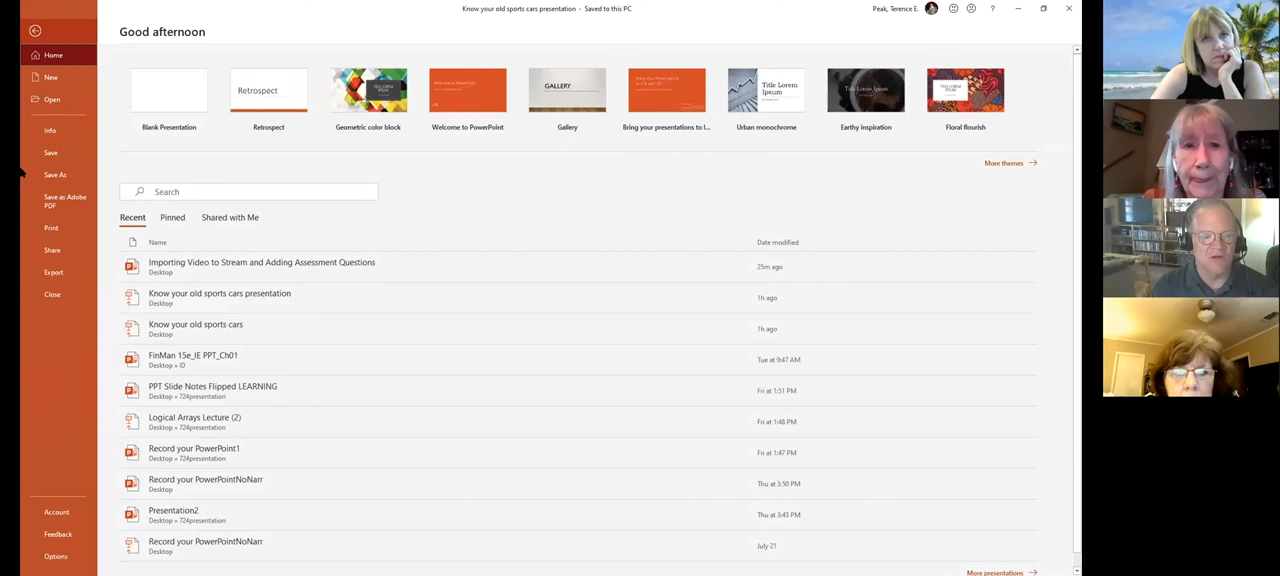 Know your old sports cars presentation - Saved to this PC
Peak, Terence E.
?
Good afternoon
Home
New
Open
Info
Save
Save As
Save as Adobe
PDF
Print
Share
Export
Close
Account
Feedback
Options
Retrospect
GALLERY
Title Lorem
Ipsum
Title Lorem Ipsum
Blank Presentation
Retrospect
Geometric color block
Welcome to PowerPoint
Gallery
Bring your presentations to l...
Urban monochrome
Earthy inspiration
Floral flourish
More themes
Search
Recent
Pinned
Shared with Me
Name
Date modified
Importing Video to Stream and Adding Assessment Questions
Desktop
25m ago
Know your old sports cars presentation
Desktop
1h ago
Know your old sports cars
Desktop
1h ago
FinMan 15e_IE PPT_Ch01
Desktop » ID
Tue at 9:47 AM
PPT Slide Notes Flipped LEARNING
Desktop » 724presentation
Fri at 1:51 PM
Logical Arrays Lecture (2)
Desktop » 724presentation
Fri at 1:48 PM
Record your PowerPoint1
Desktop » 724presentation
Fri at 1:47 PM
Record your PowerPointNoNarr
Desktop
Thu at 3:50 PM
Presentation2
Desktop » 724presentation
Thu at 3:43 PM
Record your PowerPointNoNarr
Desktop
July 21
More presentations